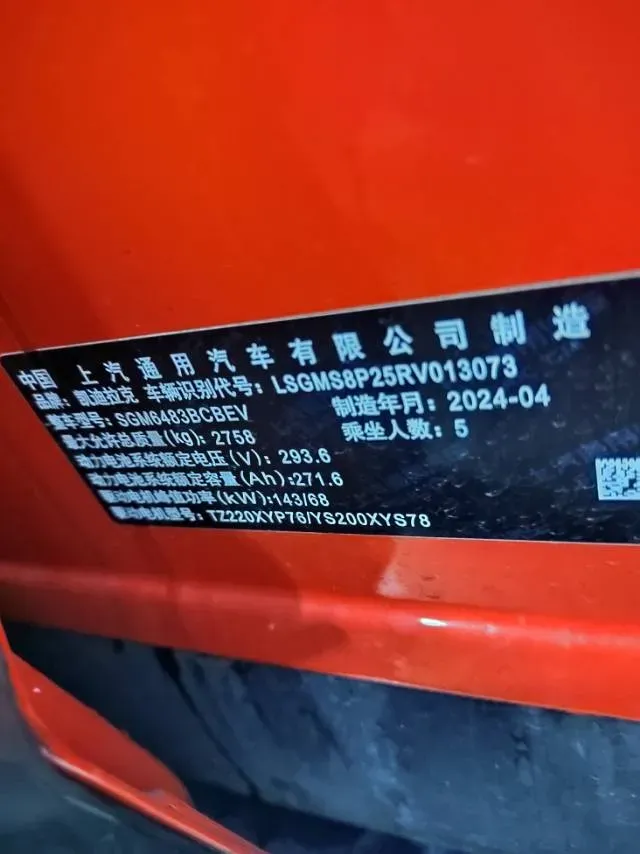 中国 上汽通用汽车有限公司制造
品牌：凯迪拉克 车辆识别代号：LSGMS8P25RV013073
整车型号：SGM6483BCBEV 制造年月：2024-04
最大允许总质量(kg)：2758 乘坐人数：5
动力电池系统额定电压(V)：293.6
动力电池系统额定容量(Ah)：271.6
驱动电机峰值功率(kW)：143/68
驱动电机型号：TZ220XYP76/YS200XYS78